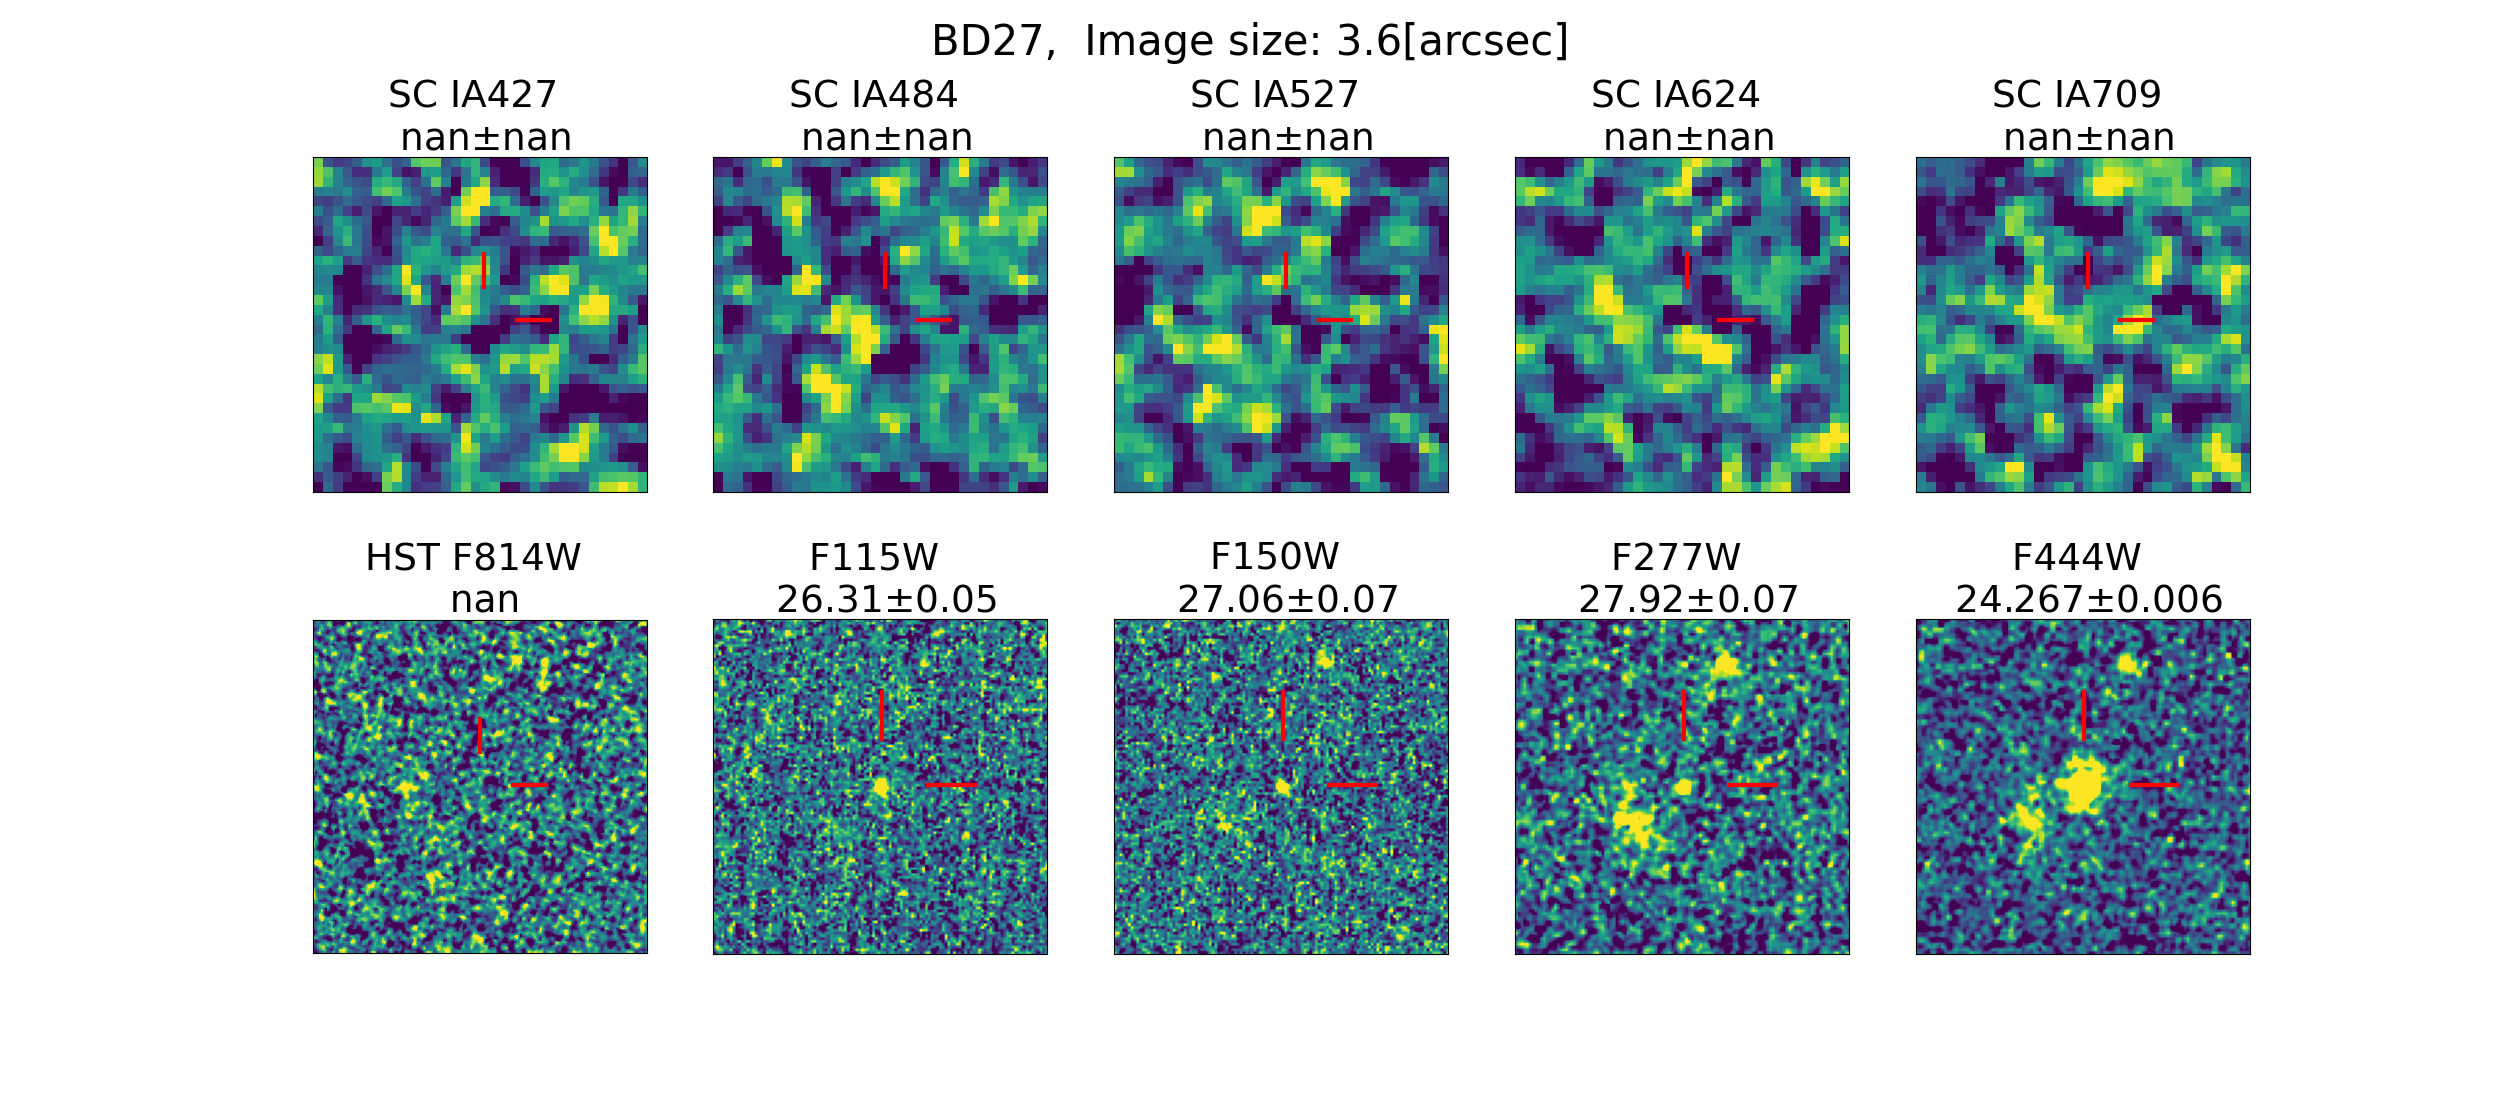 BD27,  Image size: 3.6[arcsec]
SC IA427
nan±nan
SC IA484
nan±nan
SC IA527
nan±nan
SC IA624
nan±nan
SC IA709
nan±nan
HST F814W
nan
F115W
26.31±0.05
F150W
27.06±0.07
F277W
27.92±0.07
F444W
24.267±0.006